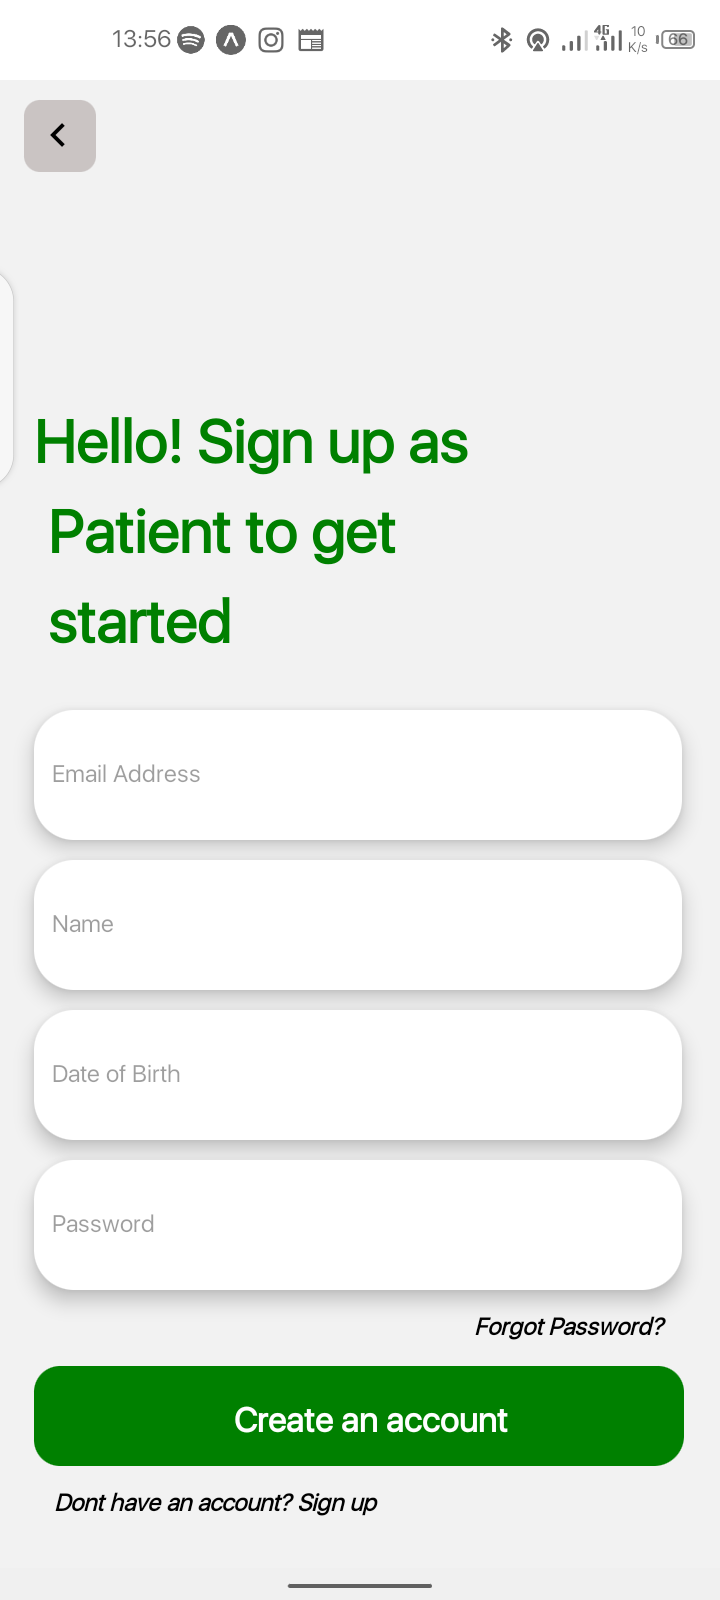 13:56 4G 10 K/s 66
Hello! Sign up as
Patient to get
started
Email Address
Name
Date of Birth
Password
Forgot Password?
Create an account
Dont have an account? Sign up